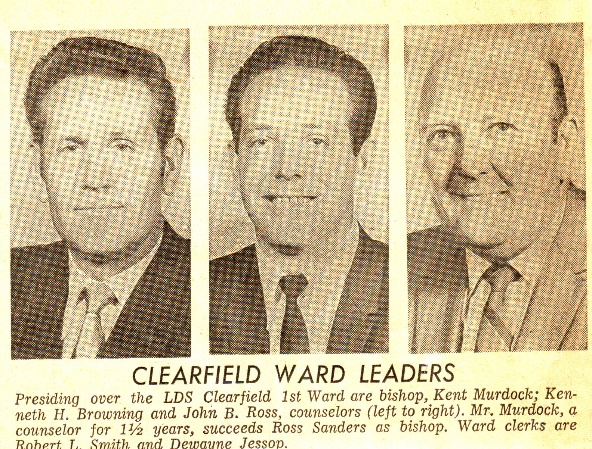 CLEARFIELD WARD LEADERS
Presiding over the LDS Clearfield 1st Ward are bishop, Kent Murdock; Ken-
neth H. Browning and John B. Ross, counselors (left to right). Mr. Murdock, a
counselor for 1½ years, succeeds Ross Sanders as bishop. Ward clerks are
Robert L. Smith and Dewayne Jessop.